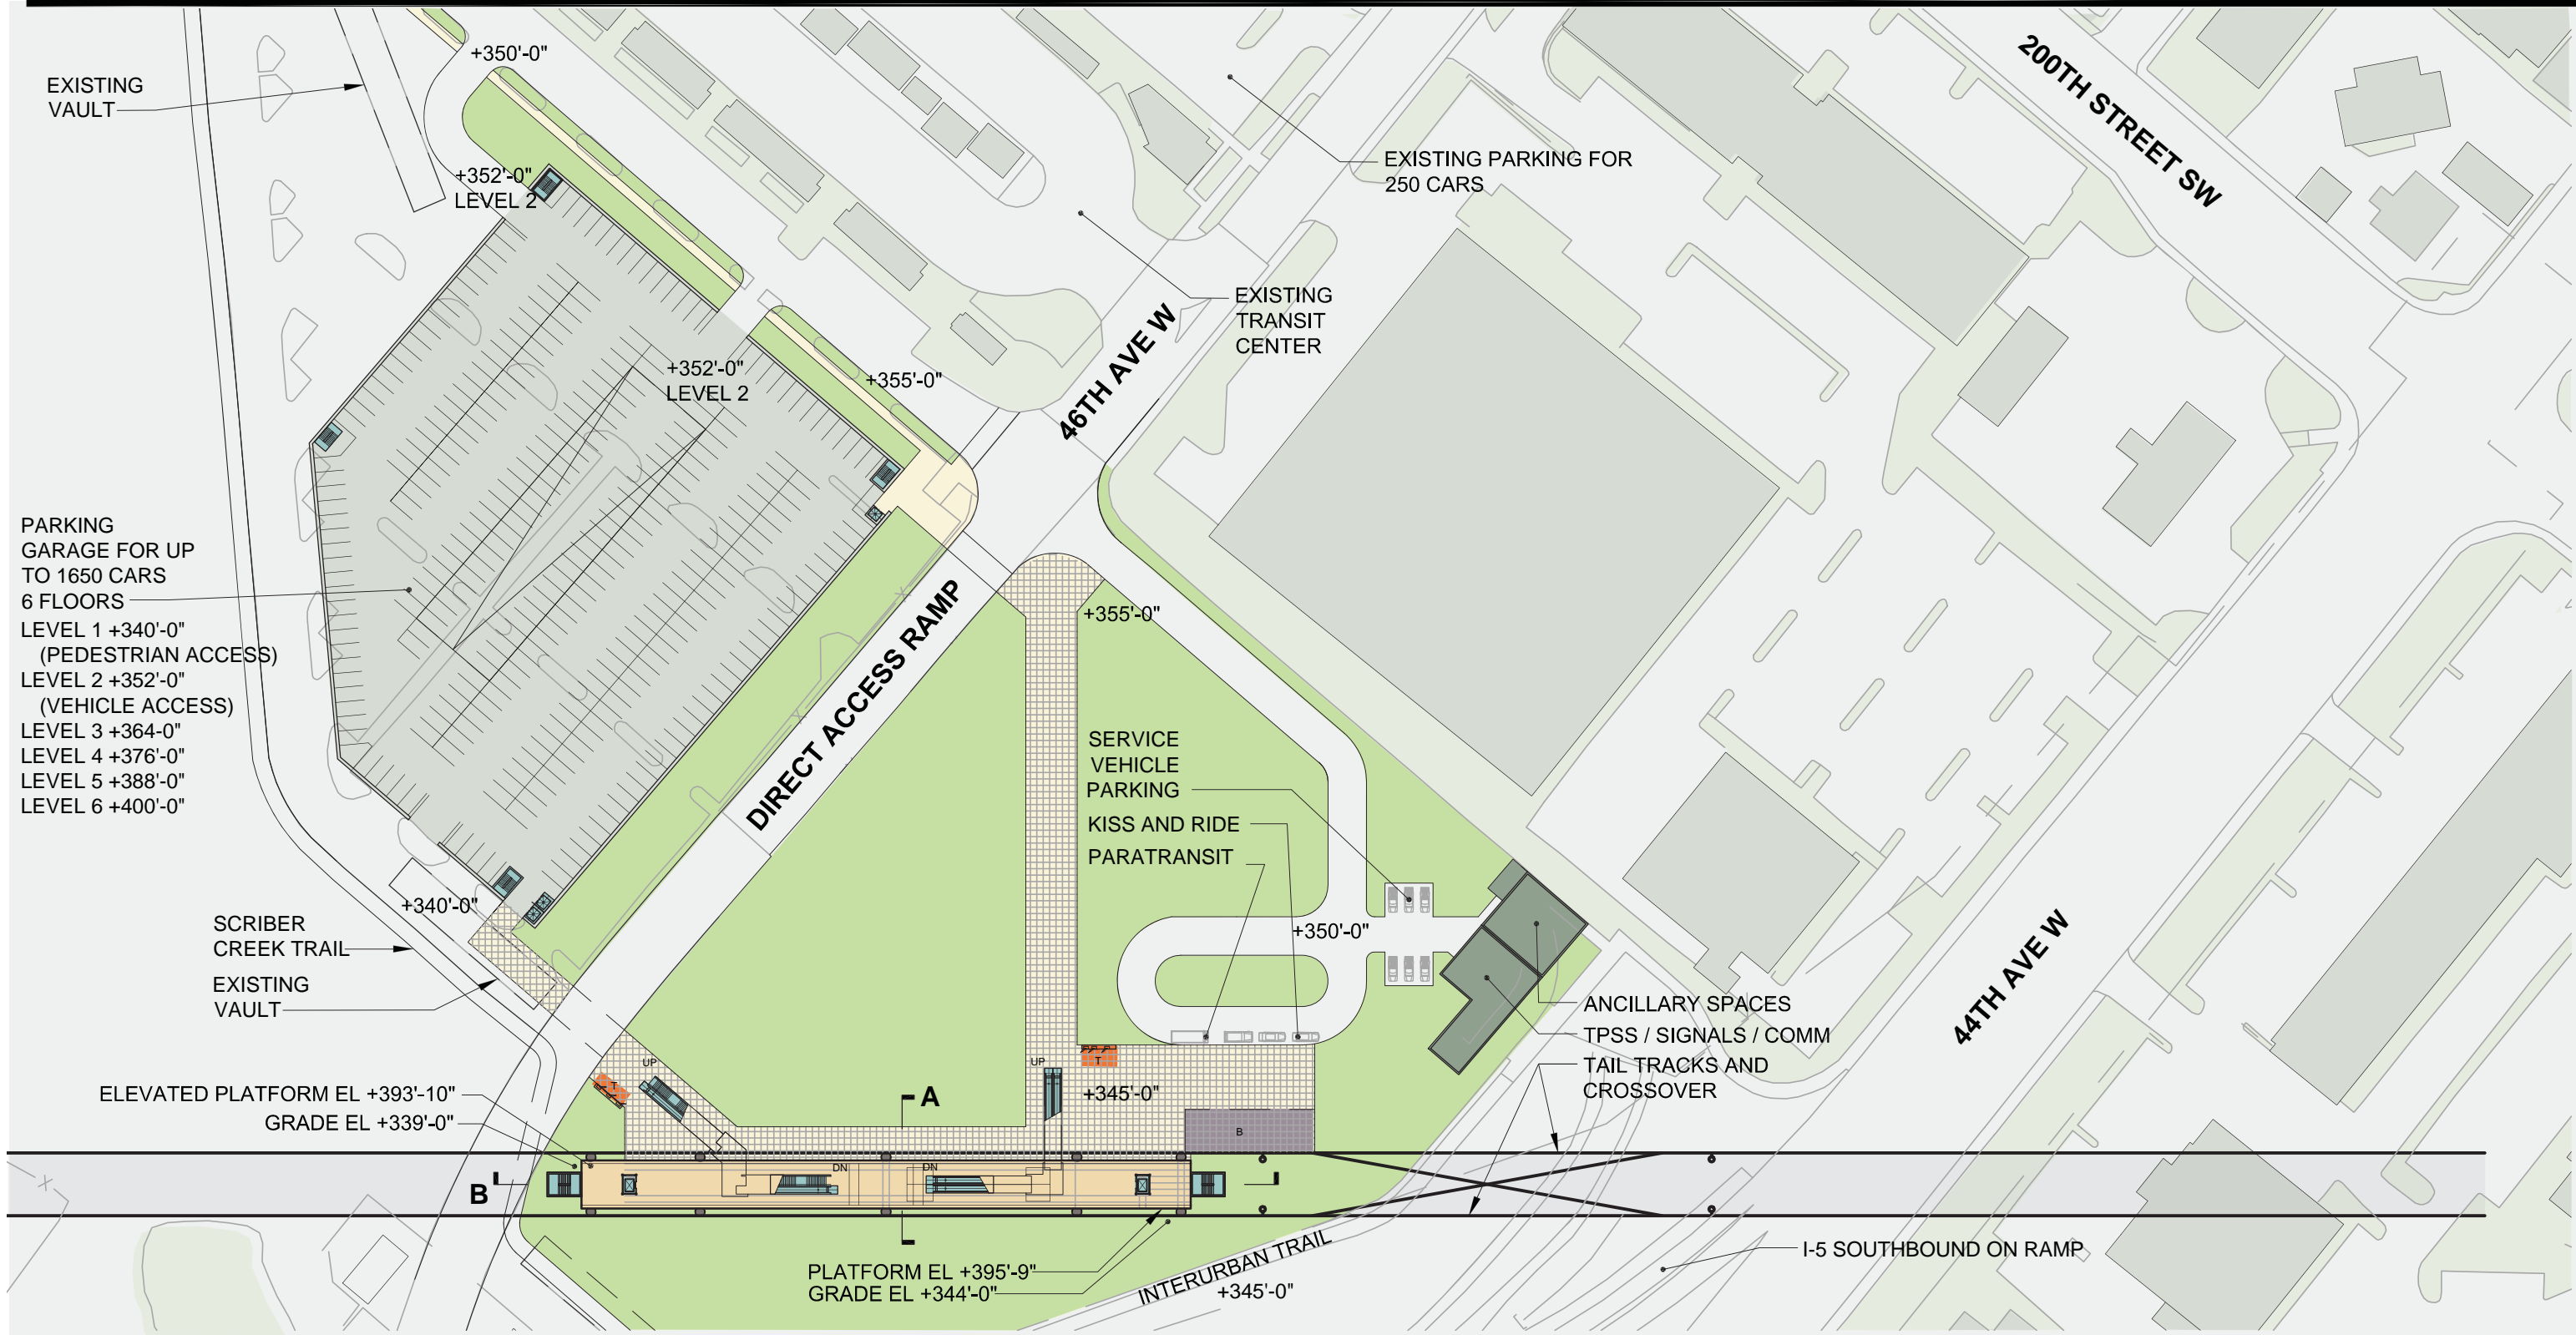 +350'-0"
EXISTING
VAULT
200TH STREET SW
EXISTING PARKING FOR
250 CARS
+352'-0"
LEVEL 2
EXISTING
TRANSIT
CENTER
46TH AVE W
+352'-0"
LEVEL 2
+355'-0"
PARKING
GARAGE FOR UP
TO 1650 CARS
6 FLOORS
LEVEL 1 +340'-0"
(PEDESTRIAN ACCESS)
LEVEL 2 +352'-0"
(VEHICLE ACCESS)
LEVEL 3 +364-0"
LEVEL 4 +376'-0"
LEVEL 5 +388'-0"
LEVEL 6 +400'-0"
DIRECT ACCESS RAMP
+355'-0"
SERVICE
VEHICLE
PARKING
KISS AND RIDE
PARATRANSIT
+340'-0"
+350'-0"
SCRIBER
CREEK TRAIL
EXISTING
VAULT
ANCILLARY SPACES
TPSS / SIGNALS / COMM
TAIL TRACKS AND
CROSSOVER
44TH AVE W
UP
UP
T
T
ELEVATED PLATFORM EL +393'-10"
GRADE EL +339'-0"
A
+345'-0"
B
DN
DN
B
PLATFORM EL +395'-9"
GRADE EL +344'-0"
INTERURBAN TRAIL
+345'-0"
I-5 SOUTHBOUND ON RAMP